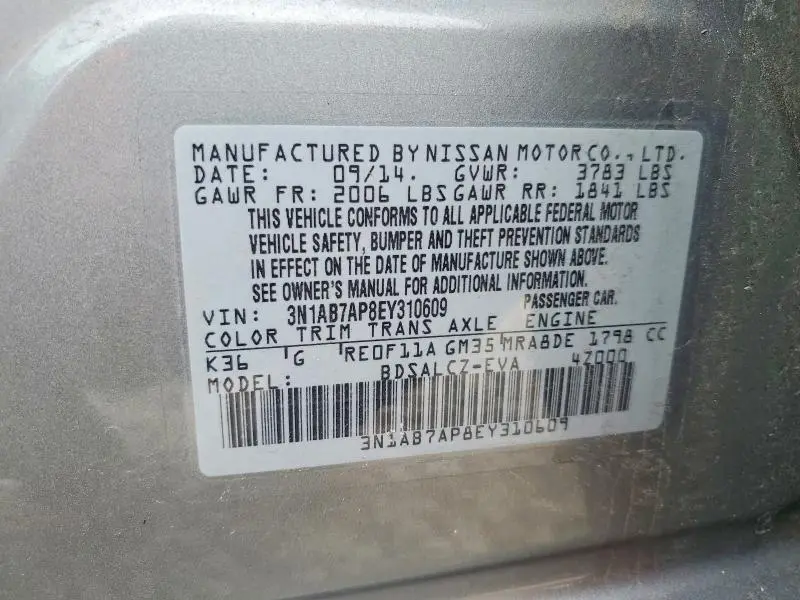 MANUFACTURED BY NISSAN MOTOR CO., LTD.
DATE: 09/14. GVWR: 3783 LBS
GAWR FR: 2006 LBS GAWR RR: 1841 LBS
THIS VEHICLE CONFORMS TO ALL APPLICABLE FEDERAL MOTOR
VEHICLE SAFETY, BUMPER AND THEFT PREVENTION STANDARDS
IN EFFECT ON THE DATE OF MANUFACTURE SHOWN ABOVE.
SEE OWNER'S MANUAL FOR ADDITIONAL INFORMATION.
VIN: 3N1AB7AP8EY310609 PASSENGER CAR.
COLOR TRIM TRANS AXLE ENGINE
K36 G RE0F11A GM35 MRA8DE 1798 CC
MODEL: BDSALCZ-EVA 4Z000
3N1AB7AP8EY310609